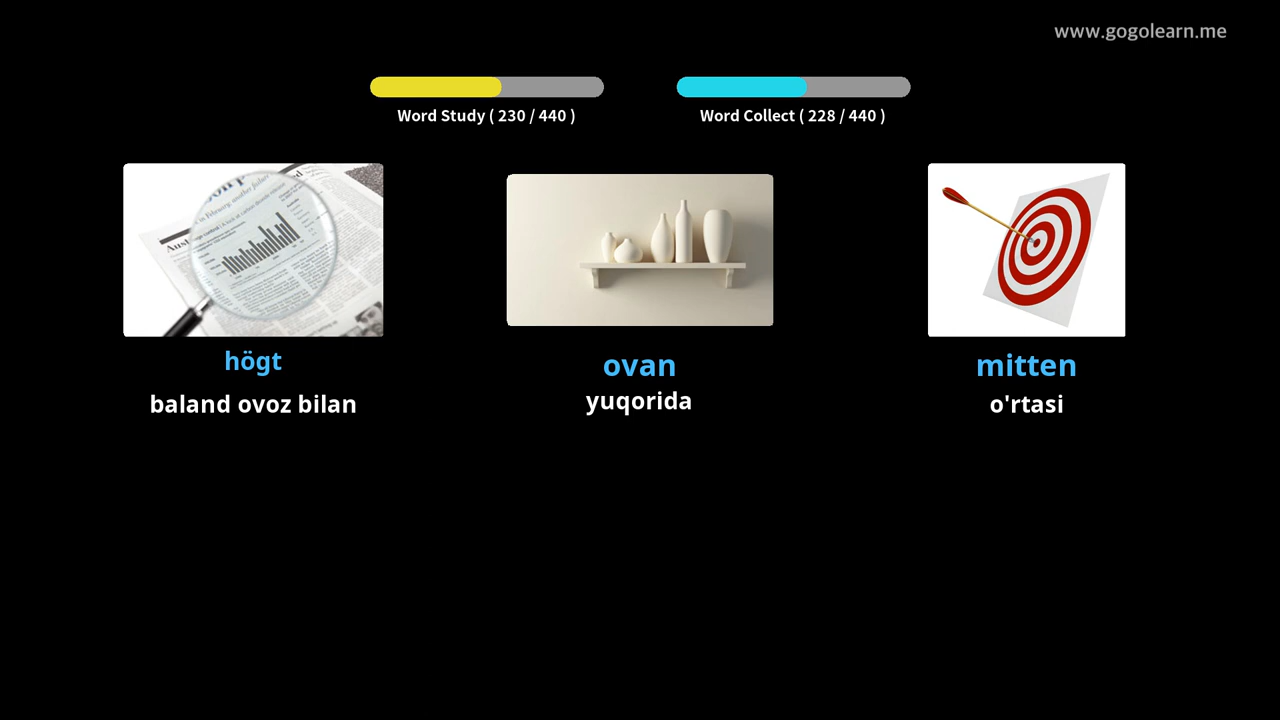 www.gogolearn.me
Word Study ( 230 / 440 )
Word Collect ( 228 / 440 )
högt
baland ovoz bilan
ovan
yuqorida
mitten
o'rtasi